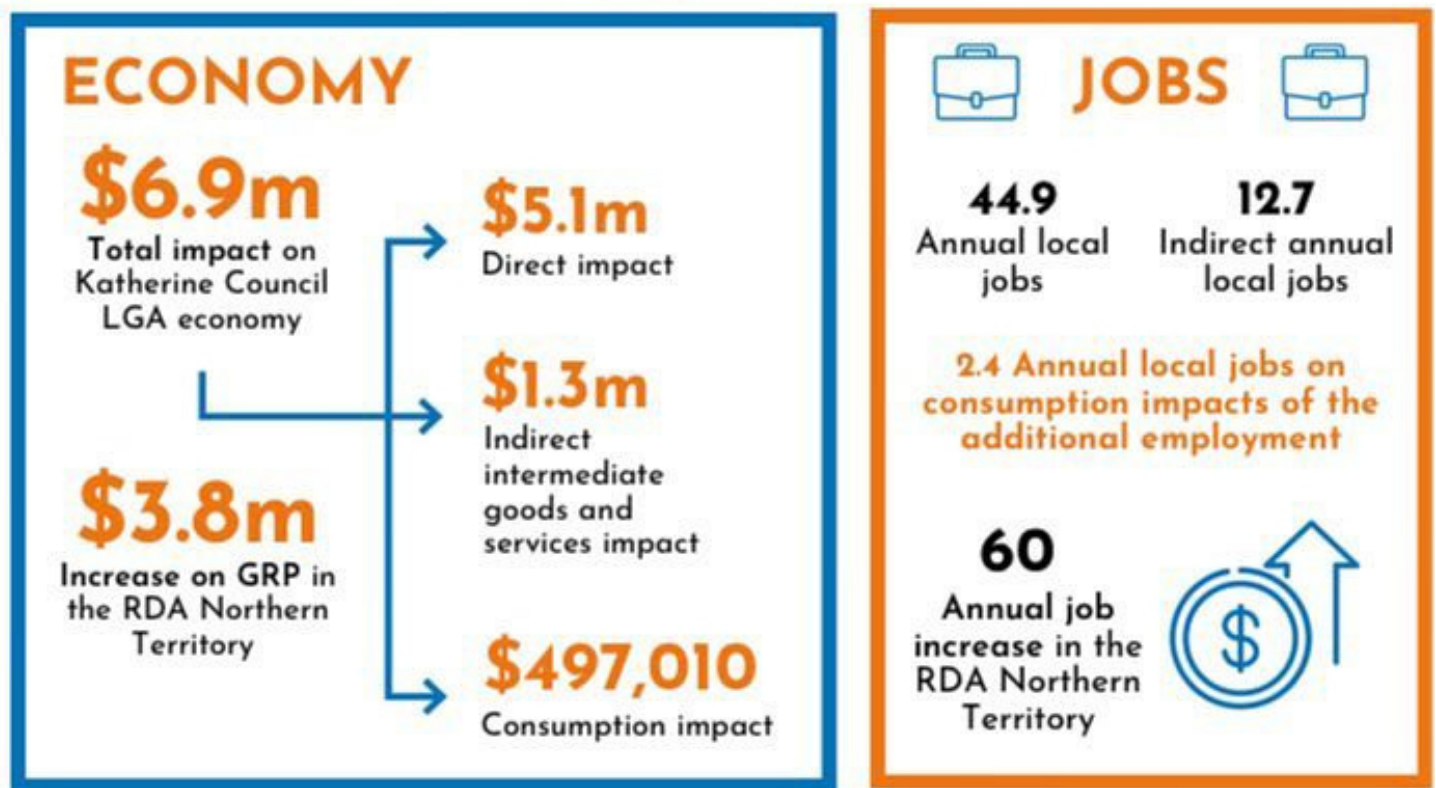 ECONOMY
$6.9m
Total impact on
Katherine Council
LGA economy
$3.8m
Increase on GRP in
the RDA Northern
Territory
$5.1m
Direct impact
$1.3m
Indirect
intermediate
goods and
services impact
$497,010
Consumption impact
JOBS
44.9
Annual local
jobs
12.7
Indirect annual
local jobs
2.4 Annual local jobs on
consumption impacts of the
additional employment
60
Annual job
increase in the
RDA Northern
Territory
$